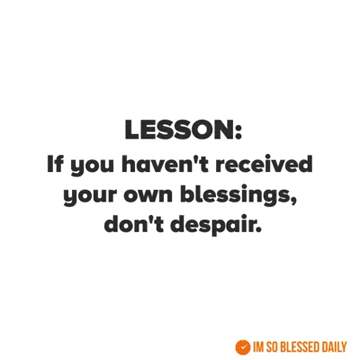 LESSON:
If you haven't received
your own blessings,
don't despair.
IM SO BLESSED DAILY